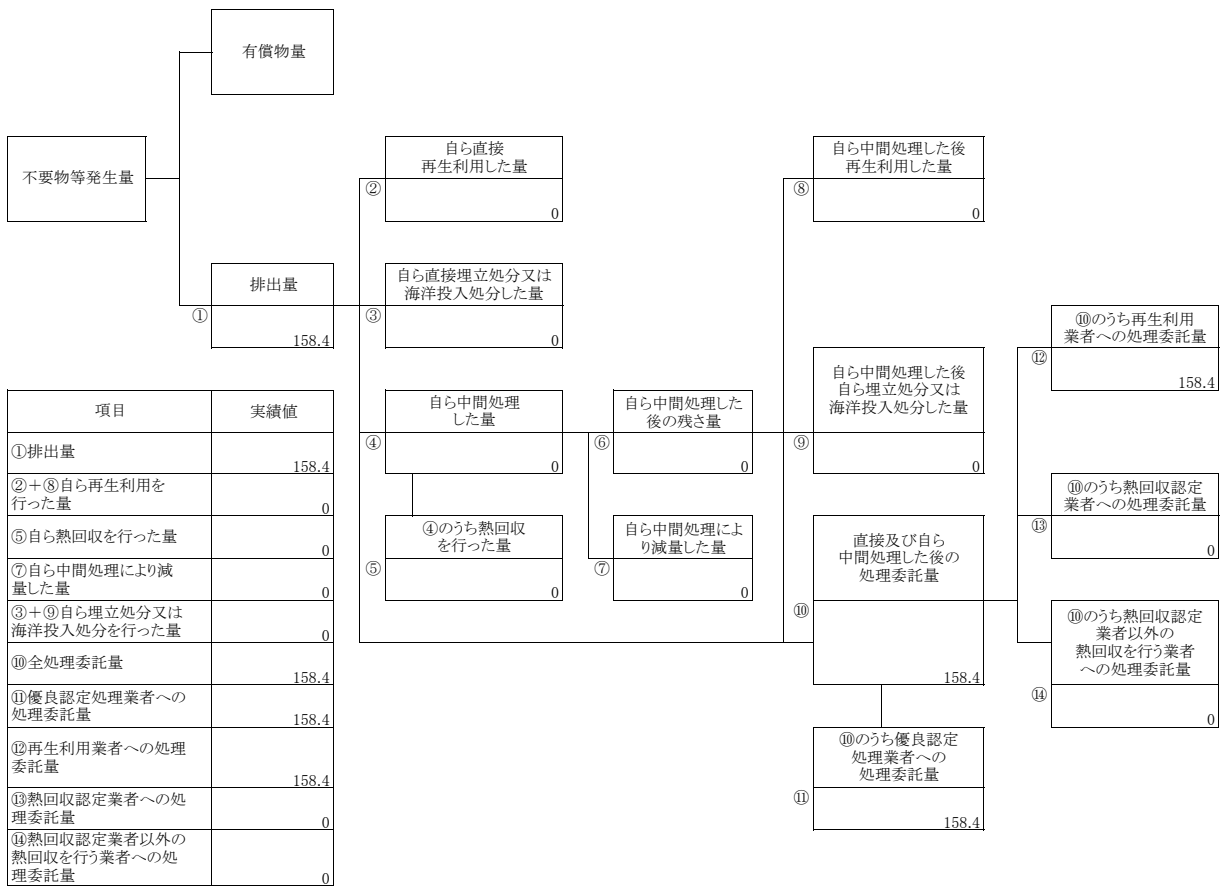 有償物量
不要物等発生量
排出量
①
158.4
自ら直接
再生利用した量
②
0
自ら直接埋立処分又は
海洋投入処分した量
③
0
自ら中間処理
した量
④
0
④のうち熱回収
を行った量
⑤
0
自ら中間処理した
後の残さ量
⑥
0
自ら中間処理によ
り減量した量
⑦
0
自ら中間処理した後
再生利用した量
⑧
0
自ら中間処理した後
自ら埋立処分又は
海洋投入処分した量
⑨
0
直接及び自ら
中間処理した後の
処理委託量
⑩
158.4
⑩のうち優良認定
処理業者への
処理委託量
⑪
158.4
⑩のうち再生利用
業者への処理委託量
⑫
158.4
⑩のうち熱回収認定
業者への処理委託量
⑬
0
⑩のうち熱回収認定
業者以外の
熱回収を行う業者
への処理委託量
⑭
0
項目 実績値
①排出量
158.4
②+⑧自ら再生利用を
行った量
0
⑤自ら熱回収を行った量
0
⑦自ら中間処理により減
量した量
0
③+⑨自ら埋立処分又は
海洋投入処分を行った量
0
⑩全処理委託量
158.4
⑪優良認定処理業者への
処理委託量
158.4
⑫再生利用業者への処理
委託量
158.4
⑬熱回収認定業者への処
理委託量
0
⑭熱回収認定業者以外の
熱回収を行う業者への処
理委託量
0